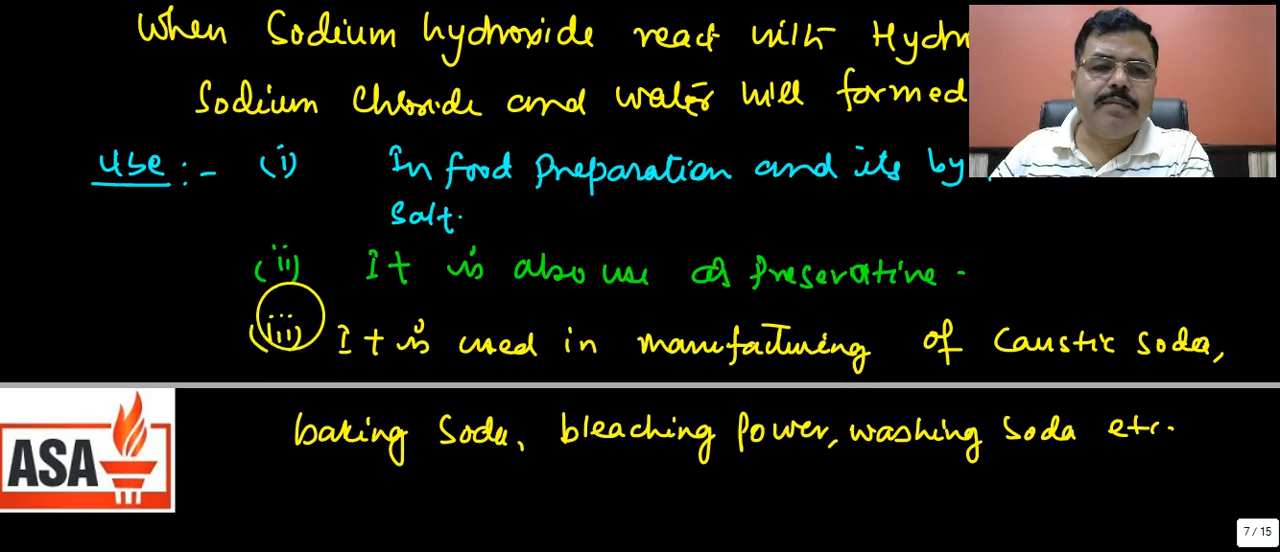 When Sodium hydroxide react with Hydr
Sodium Chloride and water will formed
Use :- (i) In food preparation and its by
Salt.
(ii) It is also use as Preservative.
(iii) It is used in manufacturing of Caustic Soda,
baking Soda, bleaching power, washing Soda etc.
ASA
7 / 15